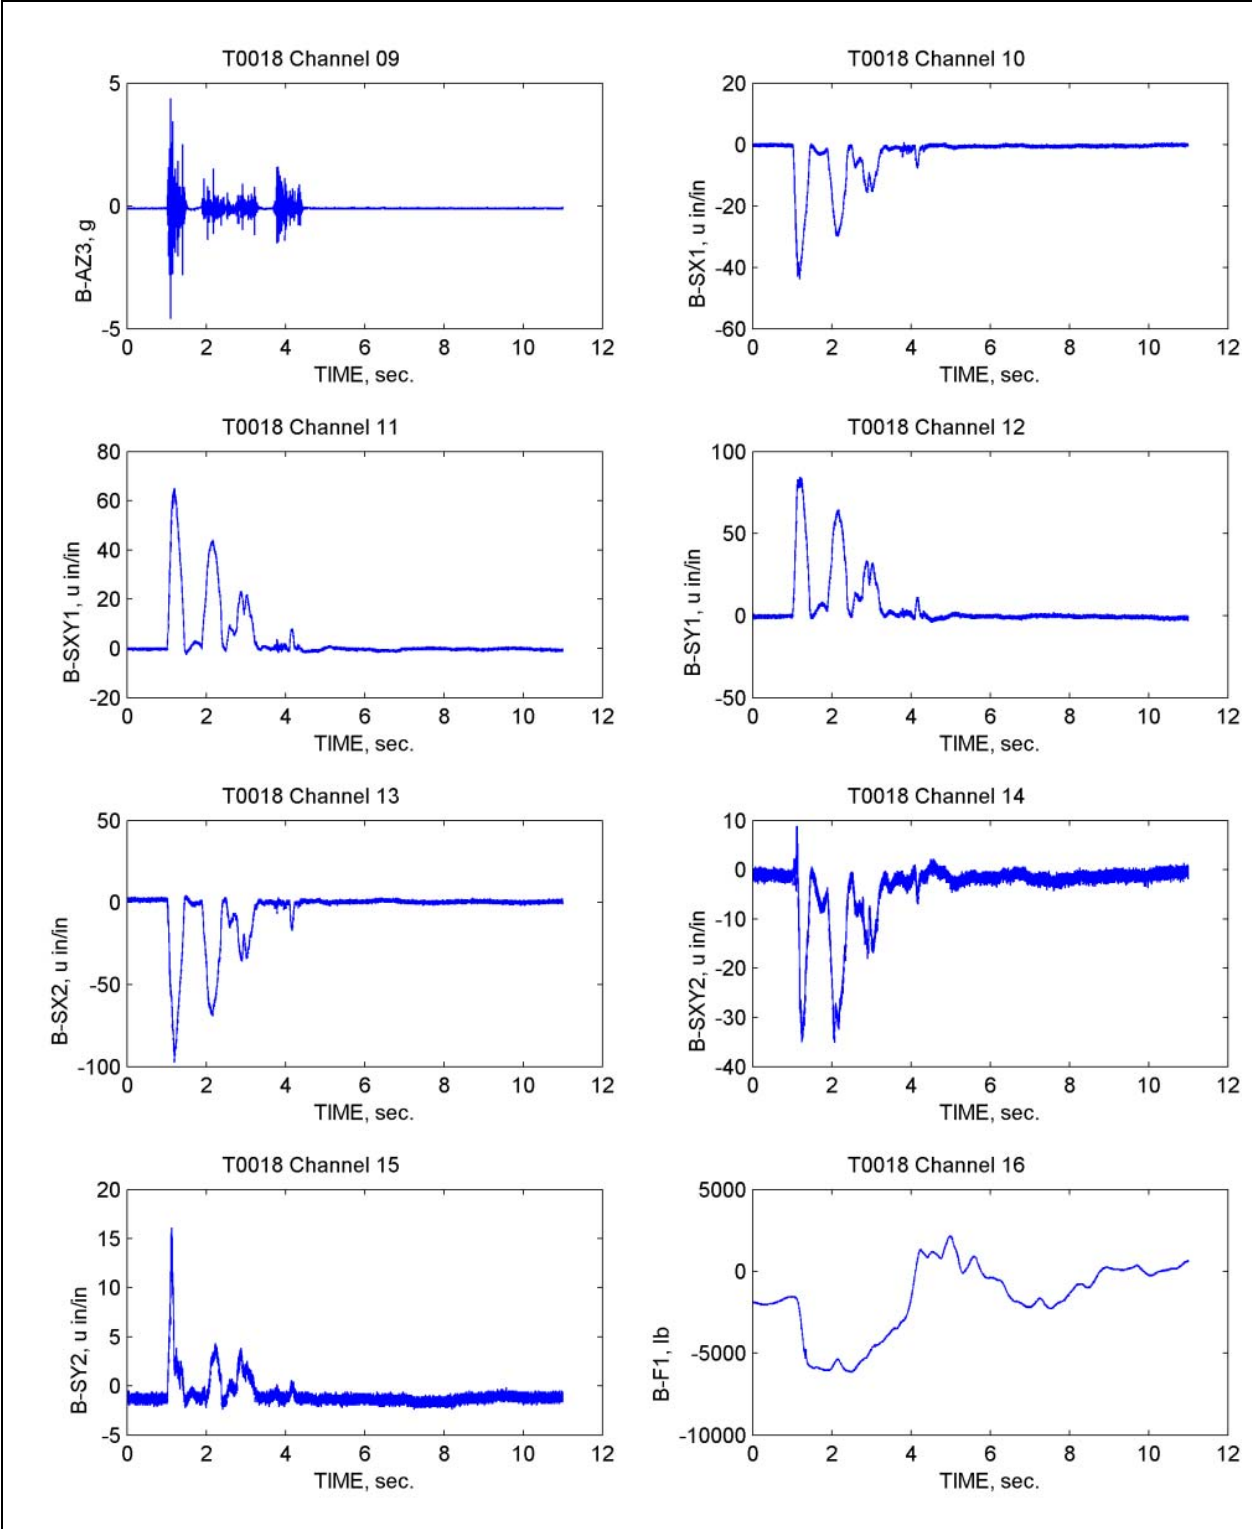 T0018 Channel 09
5
0
-5
B-AZ3, g
0 2 4 6 8 10 12
TIME, sec.
T0018 Channel 10
20
0
-20
-40
-60
B-SX1, u in/in
0 2 4 6 8 10 12
TIME, sec.
T0018 Channel 11
80
60
40
20
0
-20
B-SXY1, u in/in
0 2 4 6 8 10 12
TIME, sec.
T0018 Channel 12
100
50
0
-50
B-SY1, u in/in
0 2 4 6 8 10 12
TIME, sec.
T0018 Channel 13
50
0
-50
-100
B-SX2, u in/in
0 2 4 6 8 10 12
TIME, sec.
T0018 Channel 14
10
0
-10
-20
-30
-40
B-SXY2, u in/in
0 2 4 6 8 10 12
TIME, sec.
T0018 Channel 15
20
15
10
5
0
-5
B-SY2, u in/in
0 2 4 6 8 10 12
TIME, sec.
T0018 Channel 16
5000
0
-5000
-10000
B-F1, lb
0 2 4 6 8 10 12
TIME, sec.